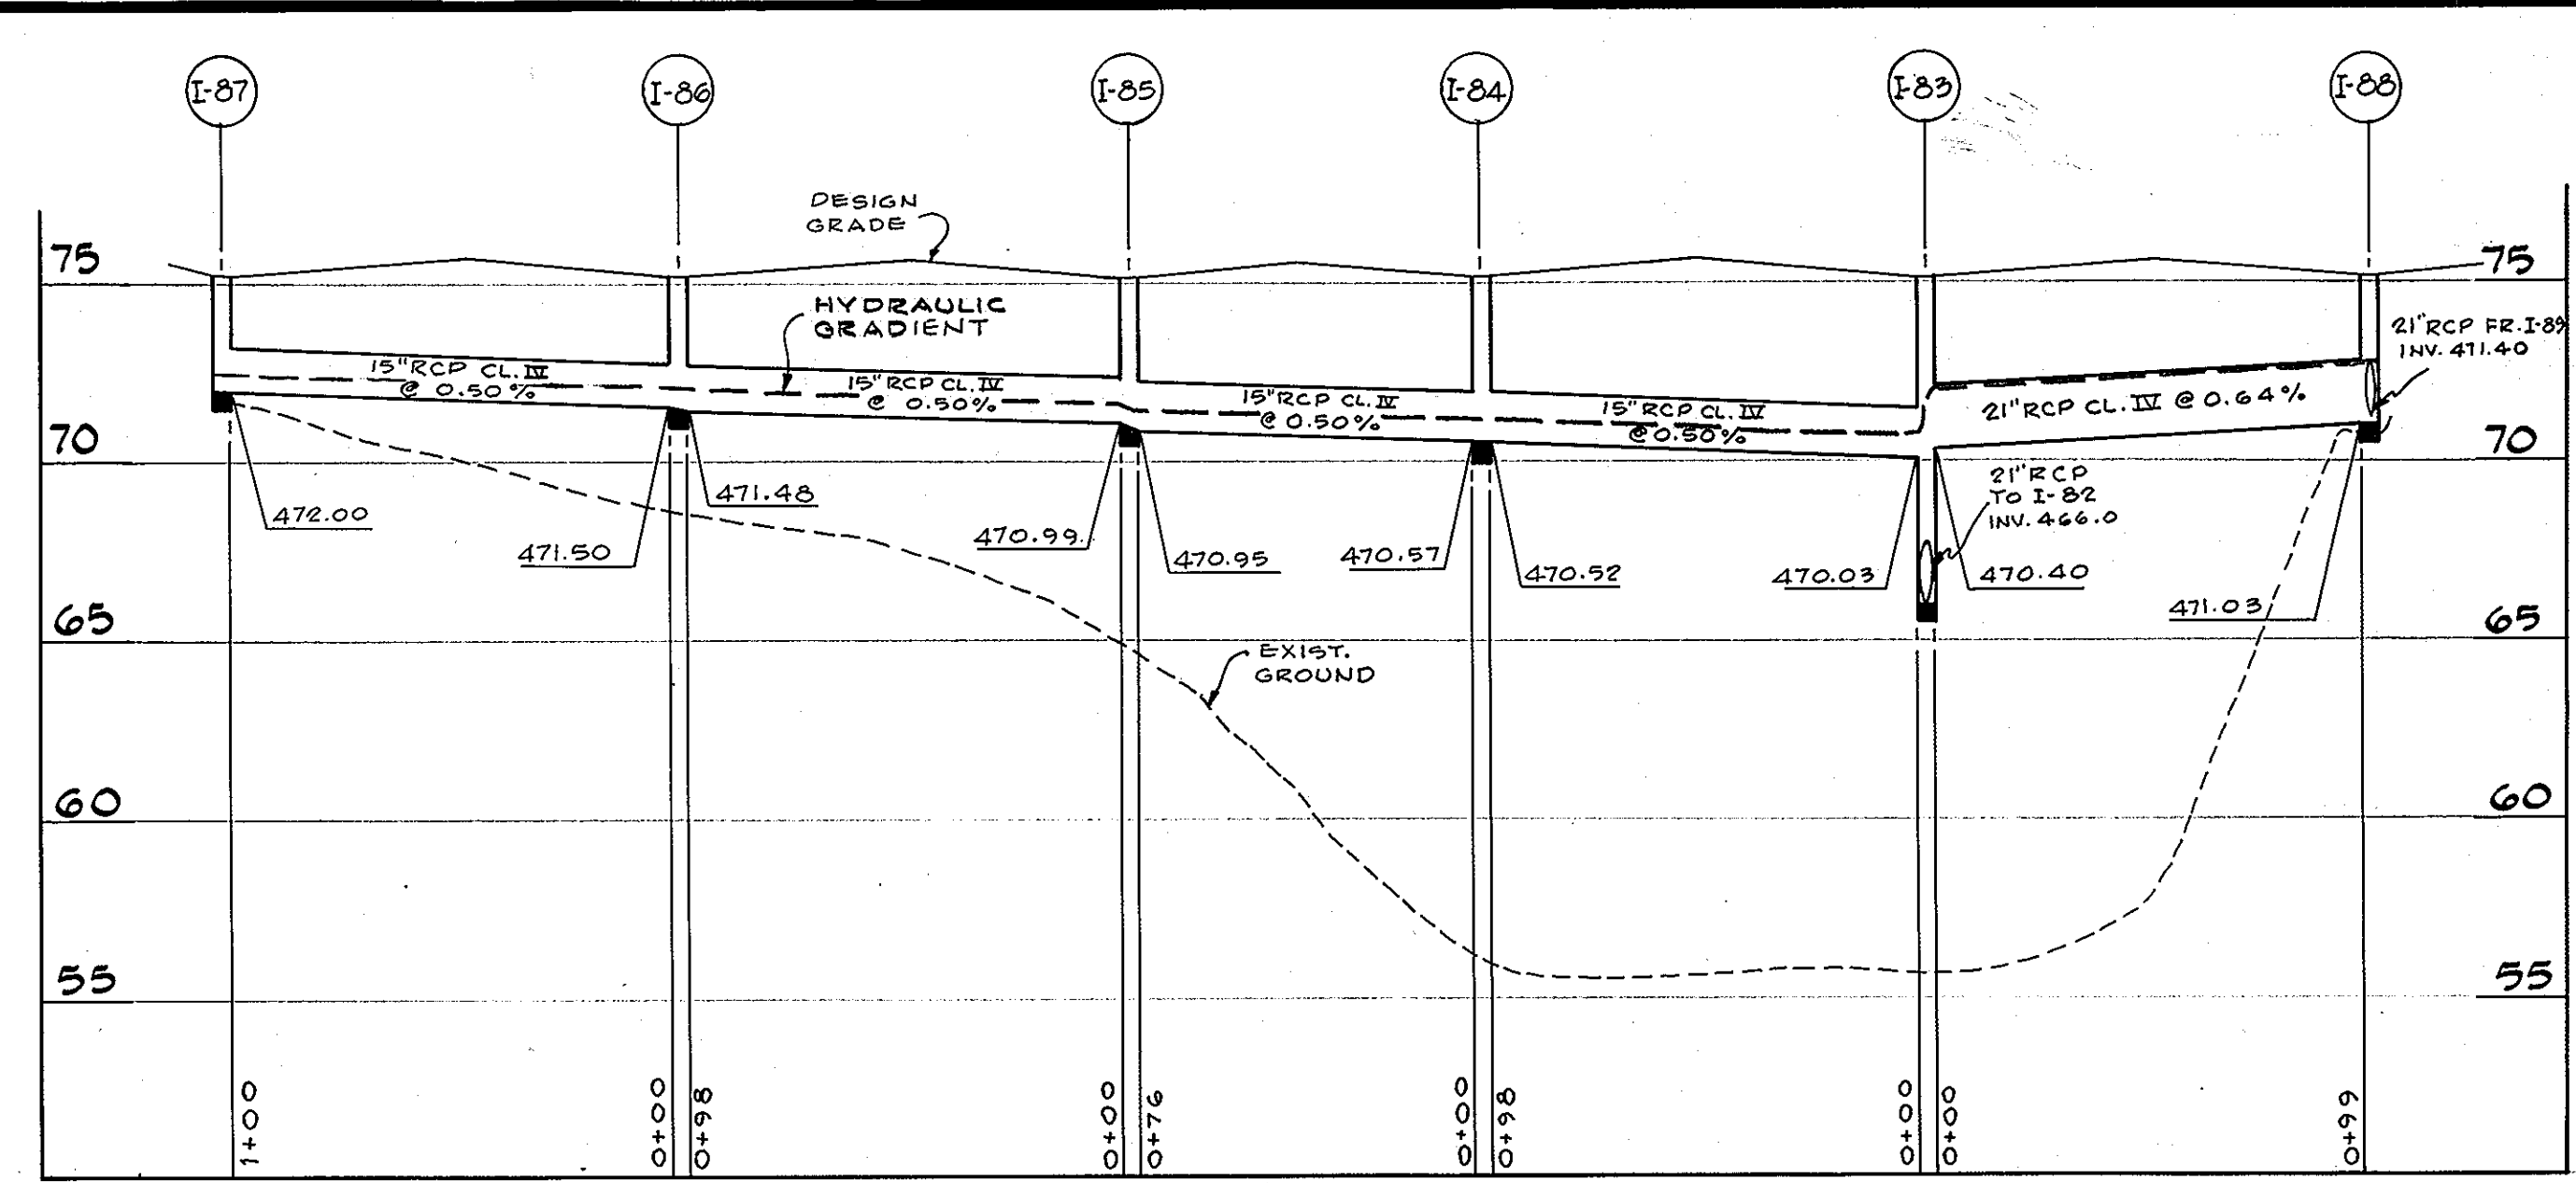 I-87
I-86
I-85
I-84
I-83
I-88
DESIGN
GRADE
75
75
HYDRAULIC
GRADIENT
21" RCP FR. I-89
INV. 471.40
15" RCP CL. IV
@ 0.50%
15" RCP CL. IV
@ 0.50%
15" RCP CL. IV
@ 0.50%
15" RCP CL. IV
@ 0.50%
21" RCP CL. IV @ 0.64%
70
70
21" RCP
TO I-82
INV. 466.0
472.00
471.48
471.50
470.99
470.95
470.57
470.52
470.03
470.40
471.03
65
65
EXIST.
GROUND
60
60
55
55
1+00
0+00
0+98
0+00
0+76
0+00
0+98
0+00
0+00
0+99